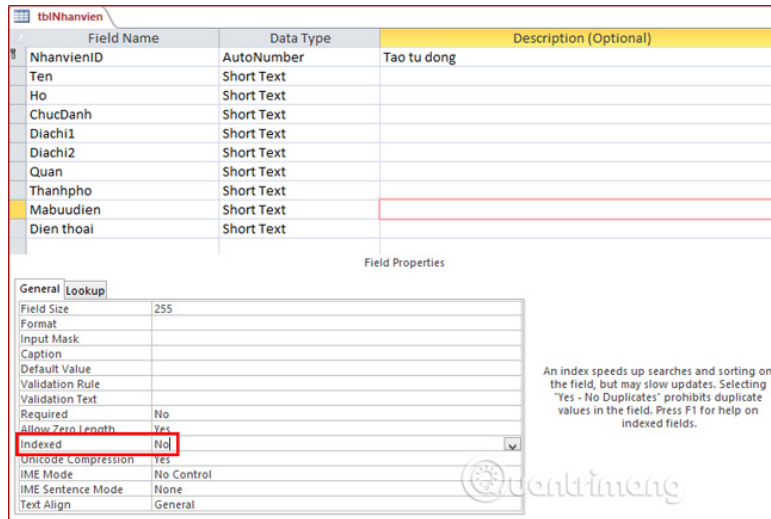 tblNhanvien
Field Name Data Type Description (Optional)
NhanvienID AutoNumber Tao tu dong
Ten Short Text
Ho Short Text
ChucDanh Short Text
Diachi1 Short Text
Diachi2 Short Text
Quan Short Text
Thanhpho Short Text
Mabuudien Short Text
Dien thoai Short Text
Field Properties
General Lookup
Field Size 255
Format
Input Mask
Caption
Default Value
Validation Rule
Validation Text
Required No
Allow Zero Length Yes
Indexed No
Unicode Compression Yes
IME Mode No Control
IME Sentence Mode None
Text Align General
An index speeds up searches and sorting on
the field, but may slow updates. Selecting
"Yes - No Duplicates" prohibits duplicate
values in the field. Press F1 for help on
indexed fields.
Quantrimang